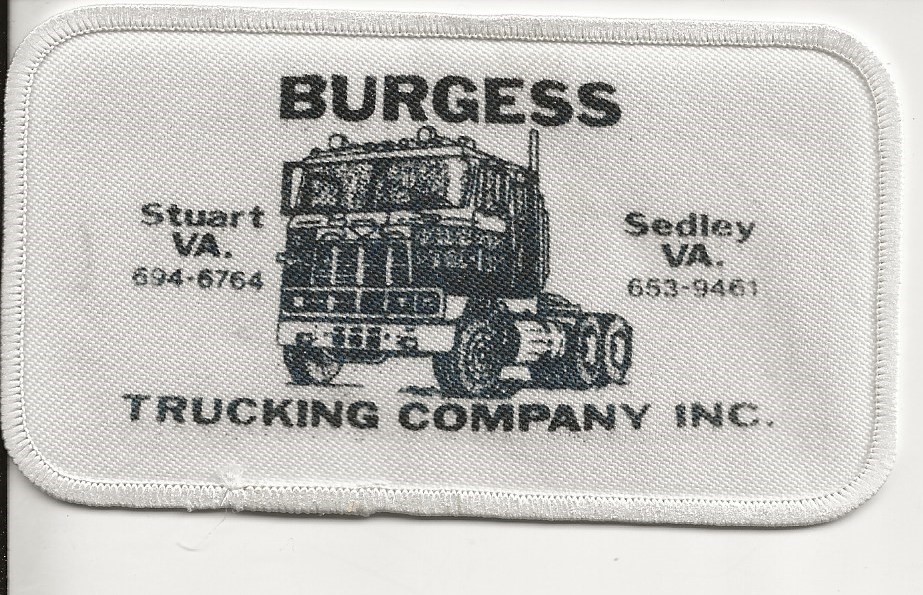 BURGESS
Stuart
VA.
694-6764
Sedley
VA.
653-9461
TRUCKING COMPANY INC.